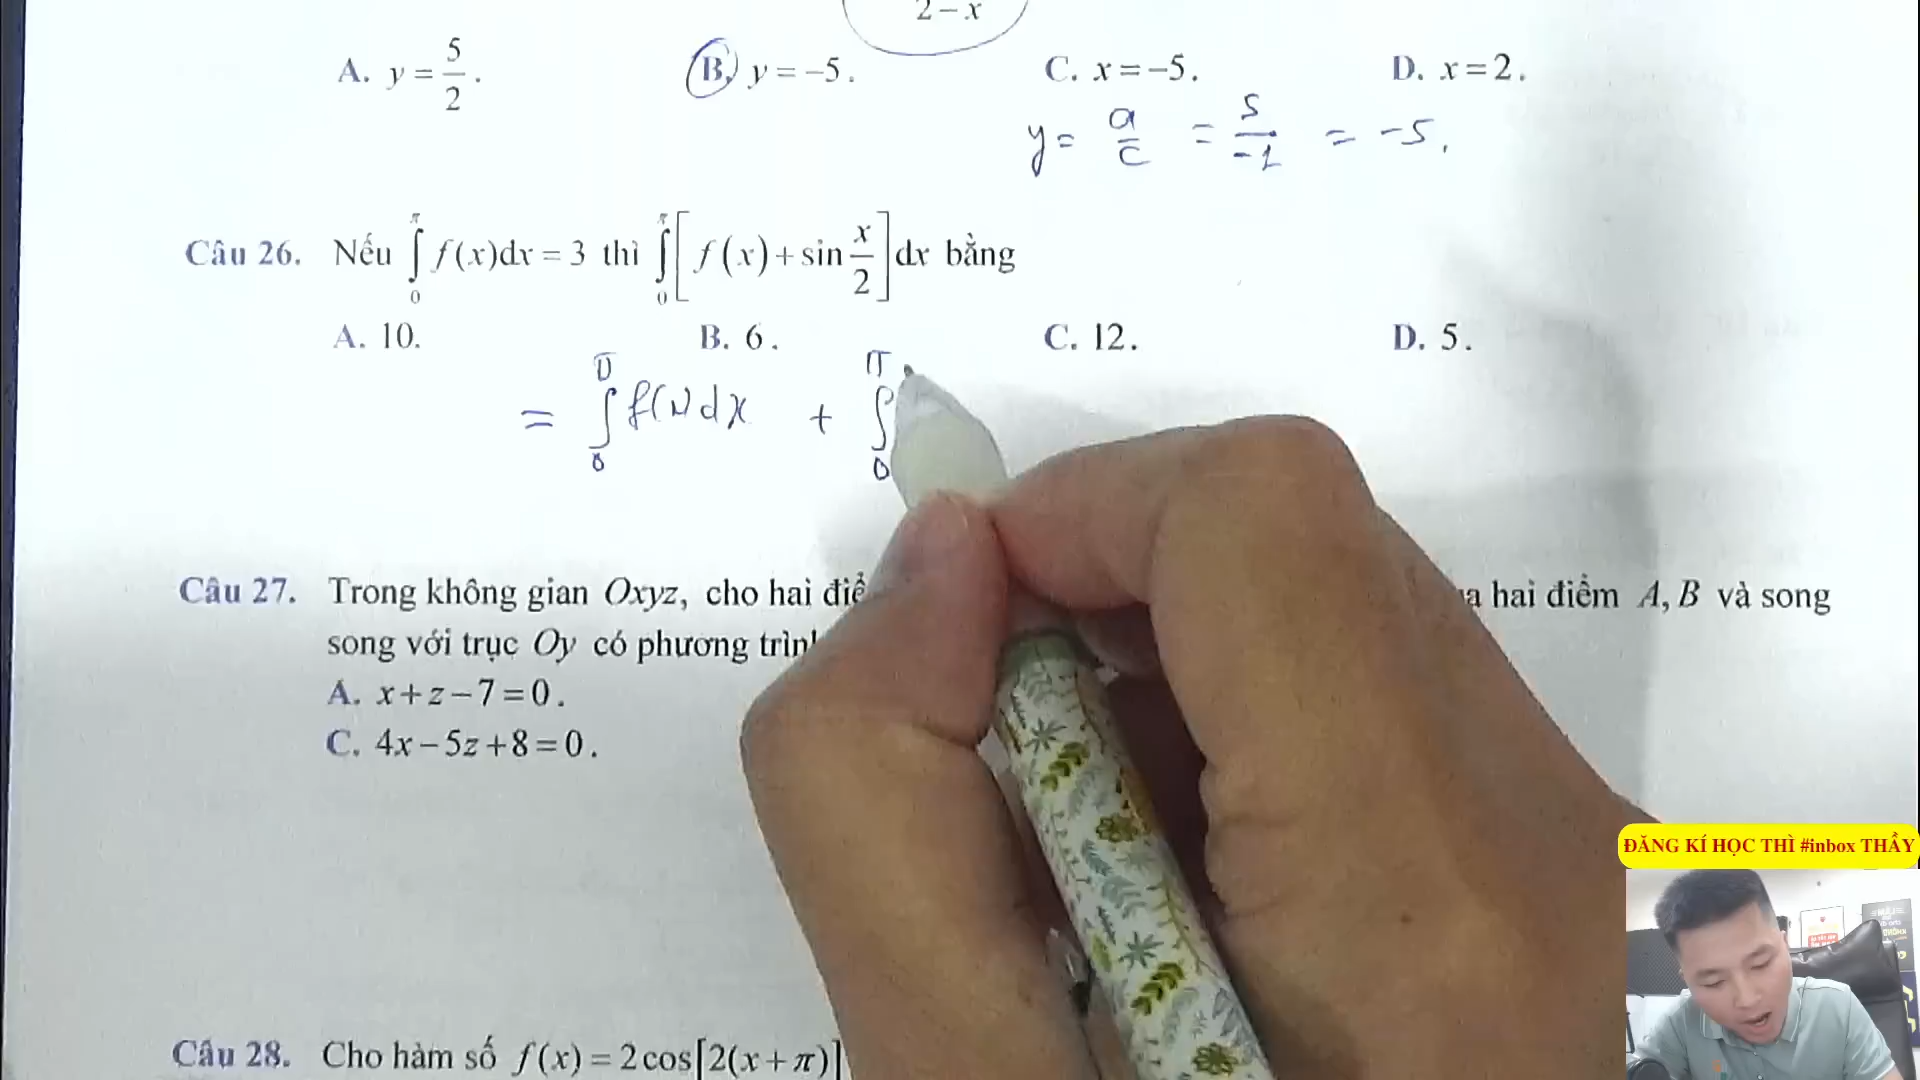 2 − x
A. y = 5/2 .
B. y = −5 .
C. x = −5 .
D. x = 2 .
y = a/c = 5/−1 = −5 .
Câu 26. Nếu ∫₀^π f(x)dx = 3 thì ∫₀^π [ f(x) + sin x/2 ] dx bằng
A. 10.
B. 6 .
C. 12 .
D. 5 .
= ∫₀^π f(x)dx + ∫₀^π
Câu 27. Trong không gian Oxyz, cho hai hai điểm A, B và song
song với trục Oy có phương
A. x + z − 7 = 0 .
C. 4x − 5z + 8 = 0 .
Câu 28. Cho hàm số f(x) = 2cos[2(x + π)]
ĐĂNG KÍ HỌC THÌ #inbox THẦY